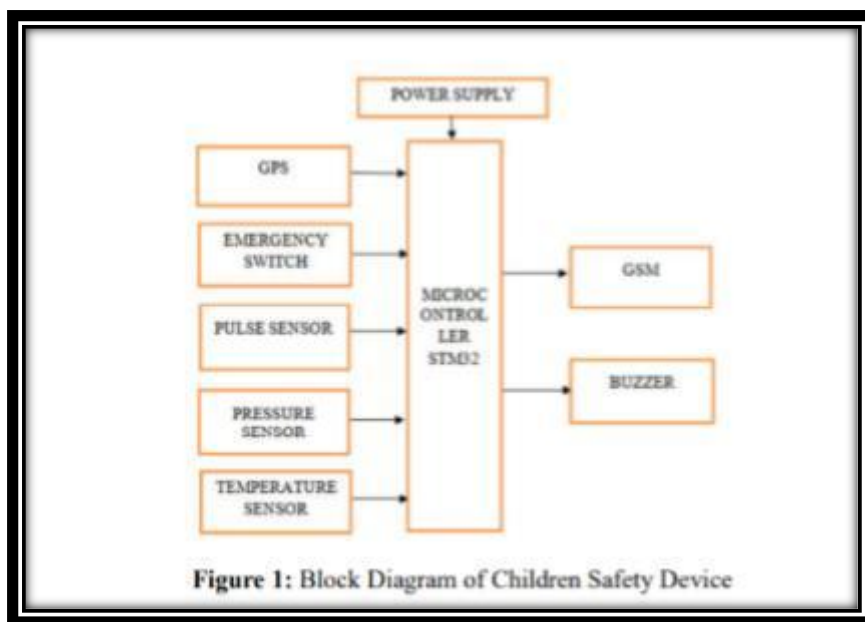 POWER SUPPLY
GPS
EMERGENCY
SWITCH
PULSE SENSOR
PRESSURE
SENSOR
TEMPERATURE
SENSOR
MICROC
ONTROL
LER
STM32
GSM
BUZZER
Figure 1: Block Diagram of Children Safety Device